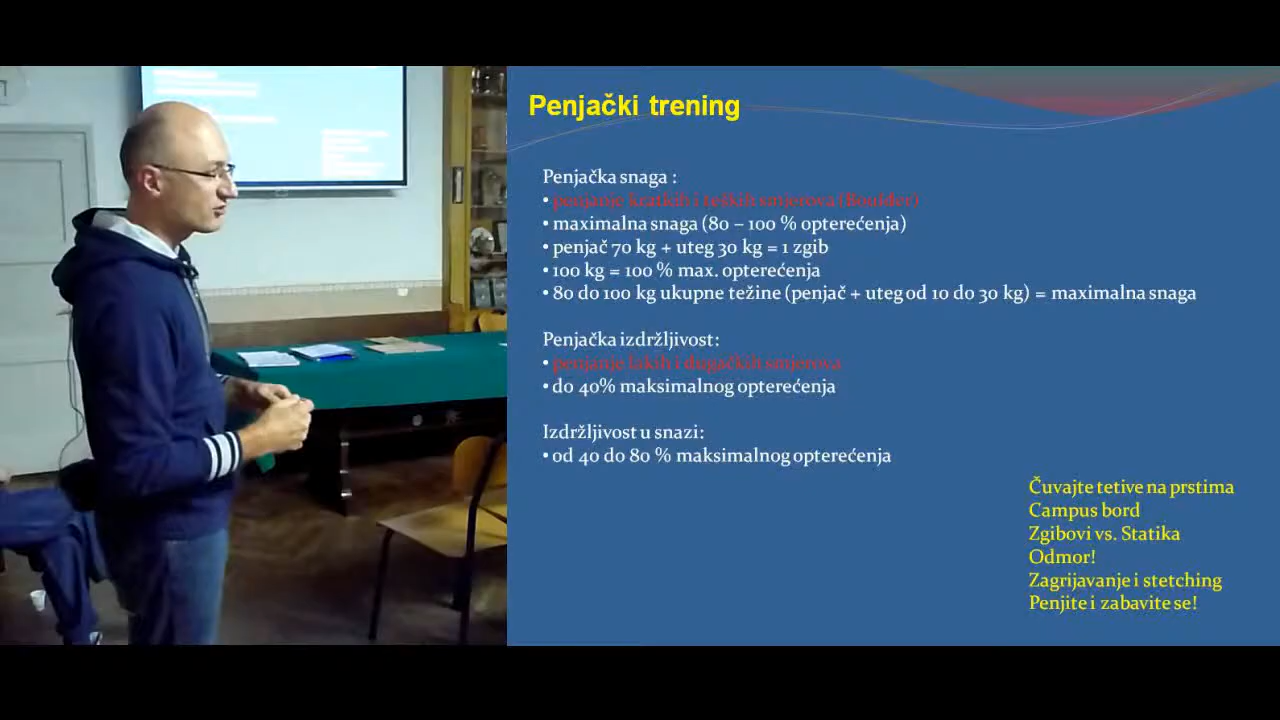 Penjački trening
Penjačka snaga :
• penjanje kratkih i teških smjerova (Boulder)
• maximalna snaga (80 – 100 % opterećenja)
• penjač 70 kg + uteg 30 kg = 1 zgib
• 100 kg = 100 % max. opterećenja
• 80 do 100 kg ukupne težine (penjač + uteg od 10 do 30 kg) = maximalna snaga
Penjačka izdržljivost:
• penjanje lakih i dugačkih smjerova
• do 40% maksimalnog opterećenja
Izdržljivost u snazi:
• od 40 do 80 % maksimalnog opterećenja
Čuvajte tetive na prstima
Campus bord
Zgibovi vs. Statika
Odmor!
Zagrijavanje i stetching
Penjite i zabavite se!